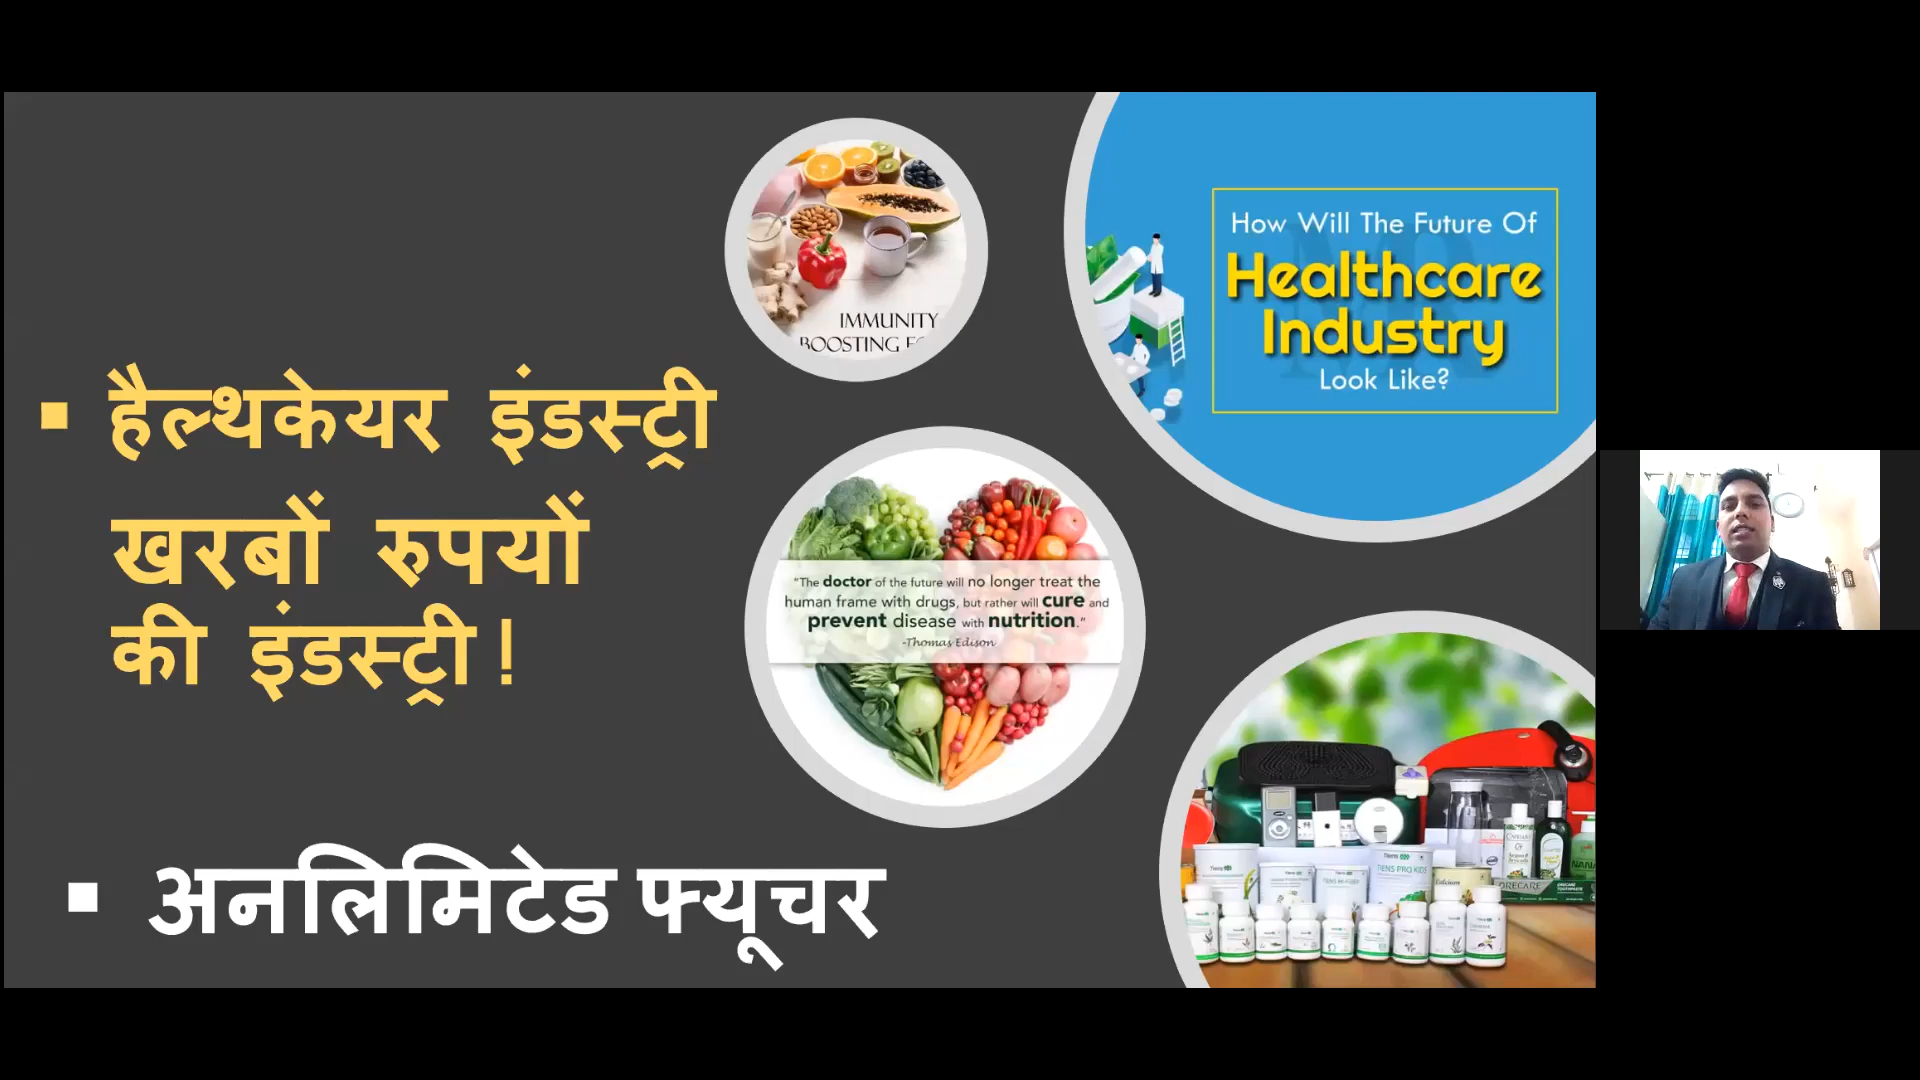 हैल्थकेयर इंडस्ट्री
खरबों रुपयों
की इंडस्ट्री!
अनलिमिटेड फ्यूचर
IMMUNITY
BOOSTING
How Will The Future Of
Healthcare
Industry
Look Like?
"The doctor of the future will no longer treat the
human frame with drugs, but rather will cure and
prevent disease with nutrition."
-Thomas Edison
TIENS
TIENS PRO KIDS
Calcium